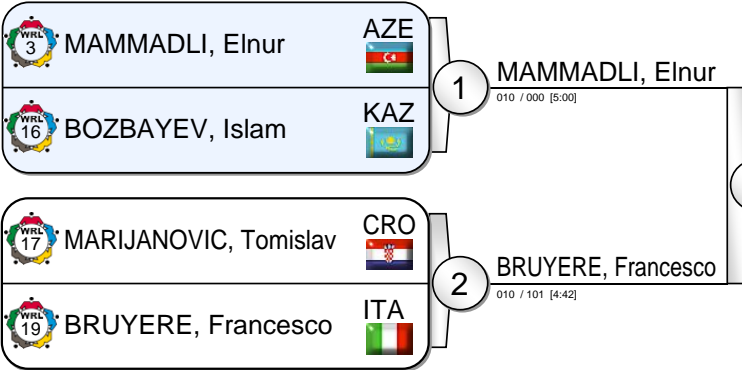 WRL 3 MAMMADLI, Elnur AZE
WRL 16 BOZBAYEV, Islam KAZ
1 MAMMADLI, Elnur
010 / 000 [5:00]
WRL 17 MARIJANOVIC, Tomislav CRO
WRL 19 BRUYERE, Francesco ITA
2 BRUYERE, Francesco
010 / 101 [4:42]